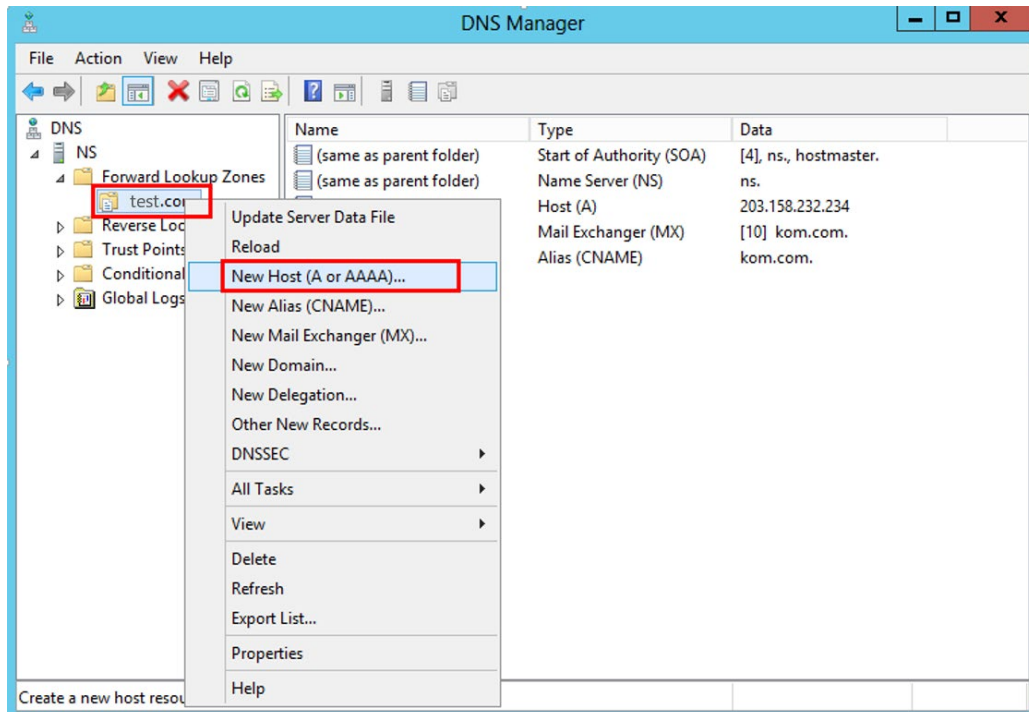 DNS Manager
File Action View Help
DNS
NS
Forward Lookup Zones
test.co
Reverse Loc
Trust Points
Conditional
Global Logs
Name Type Data
(same as parent folder) Start of Authority (SOA) [4], ns., hostmaster.
(same as parent folder) Name Server (NS) ns.
Host (A) 203.158.232.234
Mail Exchanger (MX) [10] kom.com.
Alias (CNAME) kom.com.
Update Server Data File
Reload
New Host (A or AAAA)...
New Alias (CNAME)...
New Mail Exchanger (MX)...
New Domain...
New Delegation...
Other New Records...
DNSSEC
All Tasks
View
Delete
Refresh
Export List...
Properties
Help
Create a new host resou